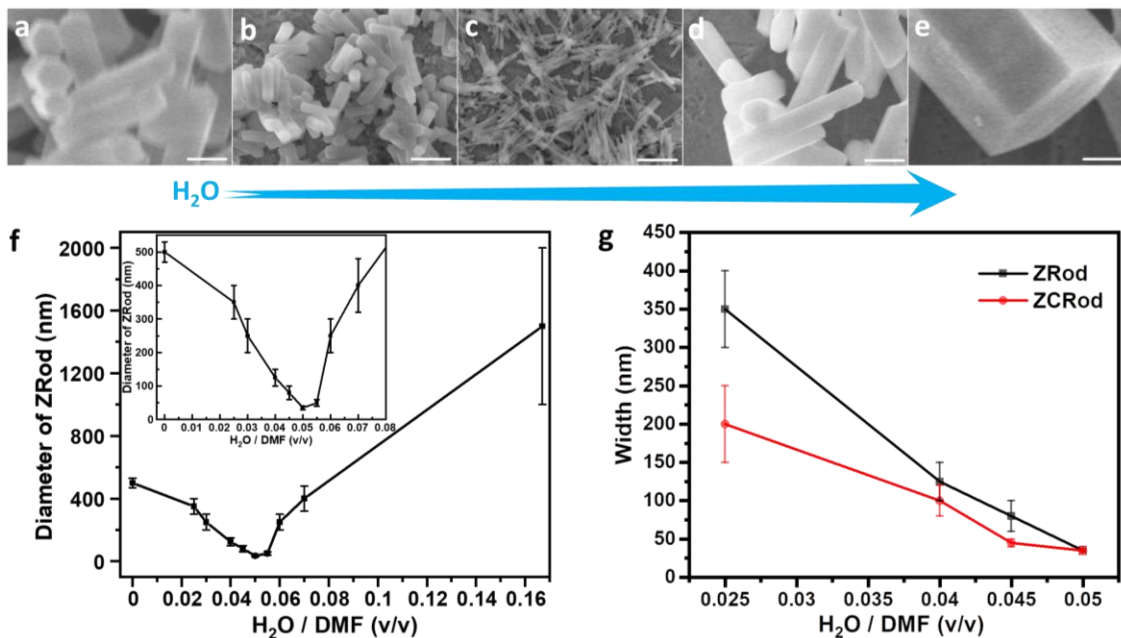 a
b
c
d
e
H₂O
f
Diameter of ZRod (nm)
2000
1600
1200
800
400
0
0
0.02
0.04
0.06
0.08
0.1
0.12
0.14
0.16
H₂O / DMF (v/v)
Diameter of ZRod (nm)
500
400
300
200
100
0
0
0.01
0.02
0.03
0.04
0.05
0.06
0.07
0.08
H₂O / DMF (v/v)
g
Width (nm)
450
400
350
300
250
200
150
100
50
0
0.025
0.03
0.035
0.04
0.045
0.05
H₂O / DMF (v/v)
ZRod
ZCRod